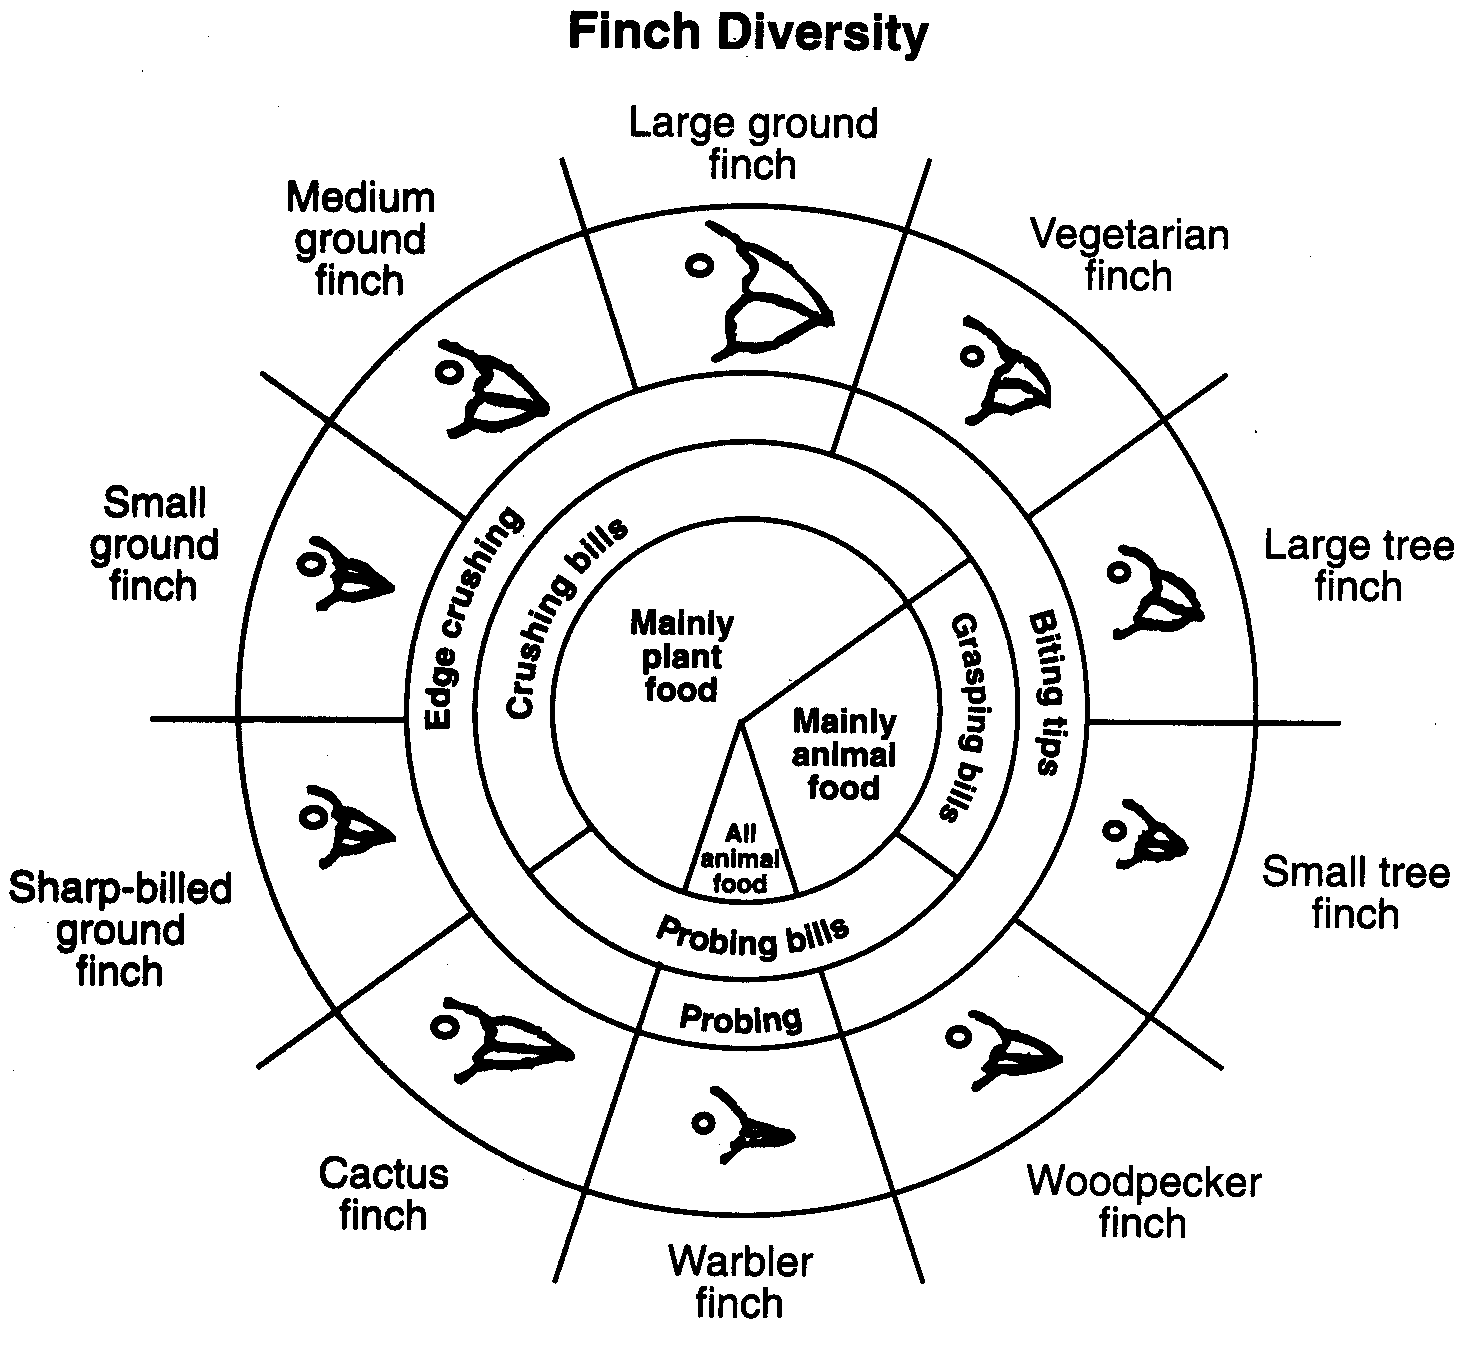 Finch Diversity
Large ground
finch
Vegetarian
finch
Large tree
finch
Small tree
finch
Woodpecker
finch
Warbler
finch
Cactus
finch
Sharp-billed
ground
finch
Small
ground
finch
Medium
ground
finch
Edge crushing
Biting tips
Probing
Crushing bills
Grasping bills
Probing bills
Mainly
plant
food
Mainly
animal
food
All
animal
food